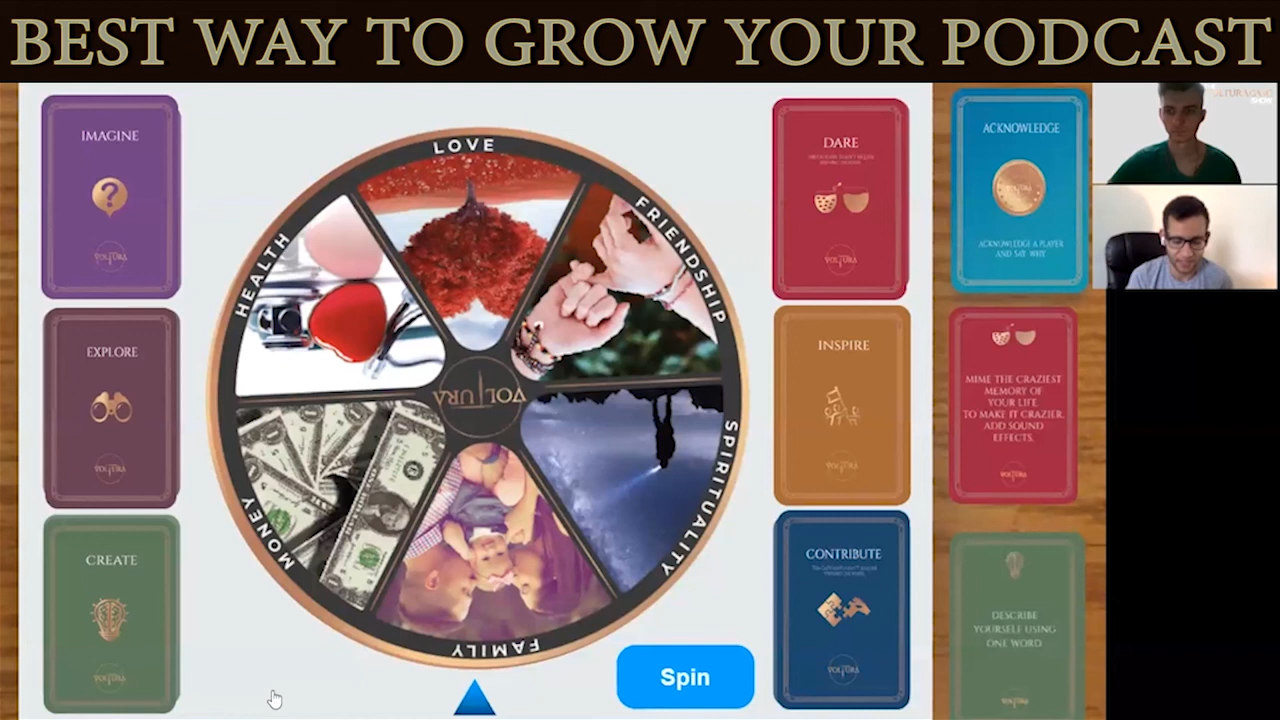 BEST WAY TO GROW YOUR PODCAST
IMAGINE
VOLTURA
EXPLORE
VOLTURA
CREATE
VOLTURA
LOVE
FRIENDSHIP
SPIRITUALITY
FAMILY
MONEY
HEALTH
VOLTURA
Spin
DARE
VOLTURA
INSPIRE
VOLTURA
CONTRIBUTE
VOLTURA
ACKNOWLEDGE
VOLTURA
ACKNOWLEDGE A PLAYER
AND SAY WHY
MIME THE CRAZIEST
MEMORY OF
YOUR LIFE.
TO MAKE IT CRAZIER,
ADD SOUND
EFFECTS.
VOLTURA
DESCRIBE
YOURSELF USING
ONE WORD
VOLTURA
SHOW